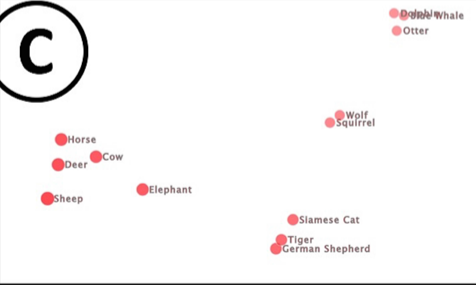 C
Dolphin
Blue Whale
Otter
Wolf
Squirrel
Horse
Cow
Deer
Elephant
Sheep
Siamese Cat
Tiger
German Shepherd